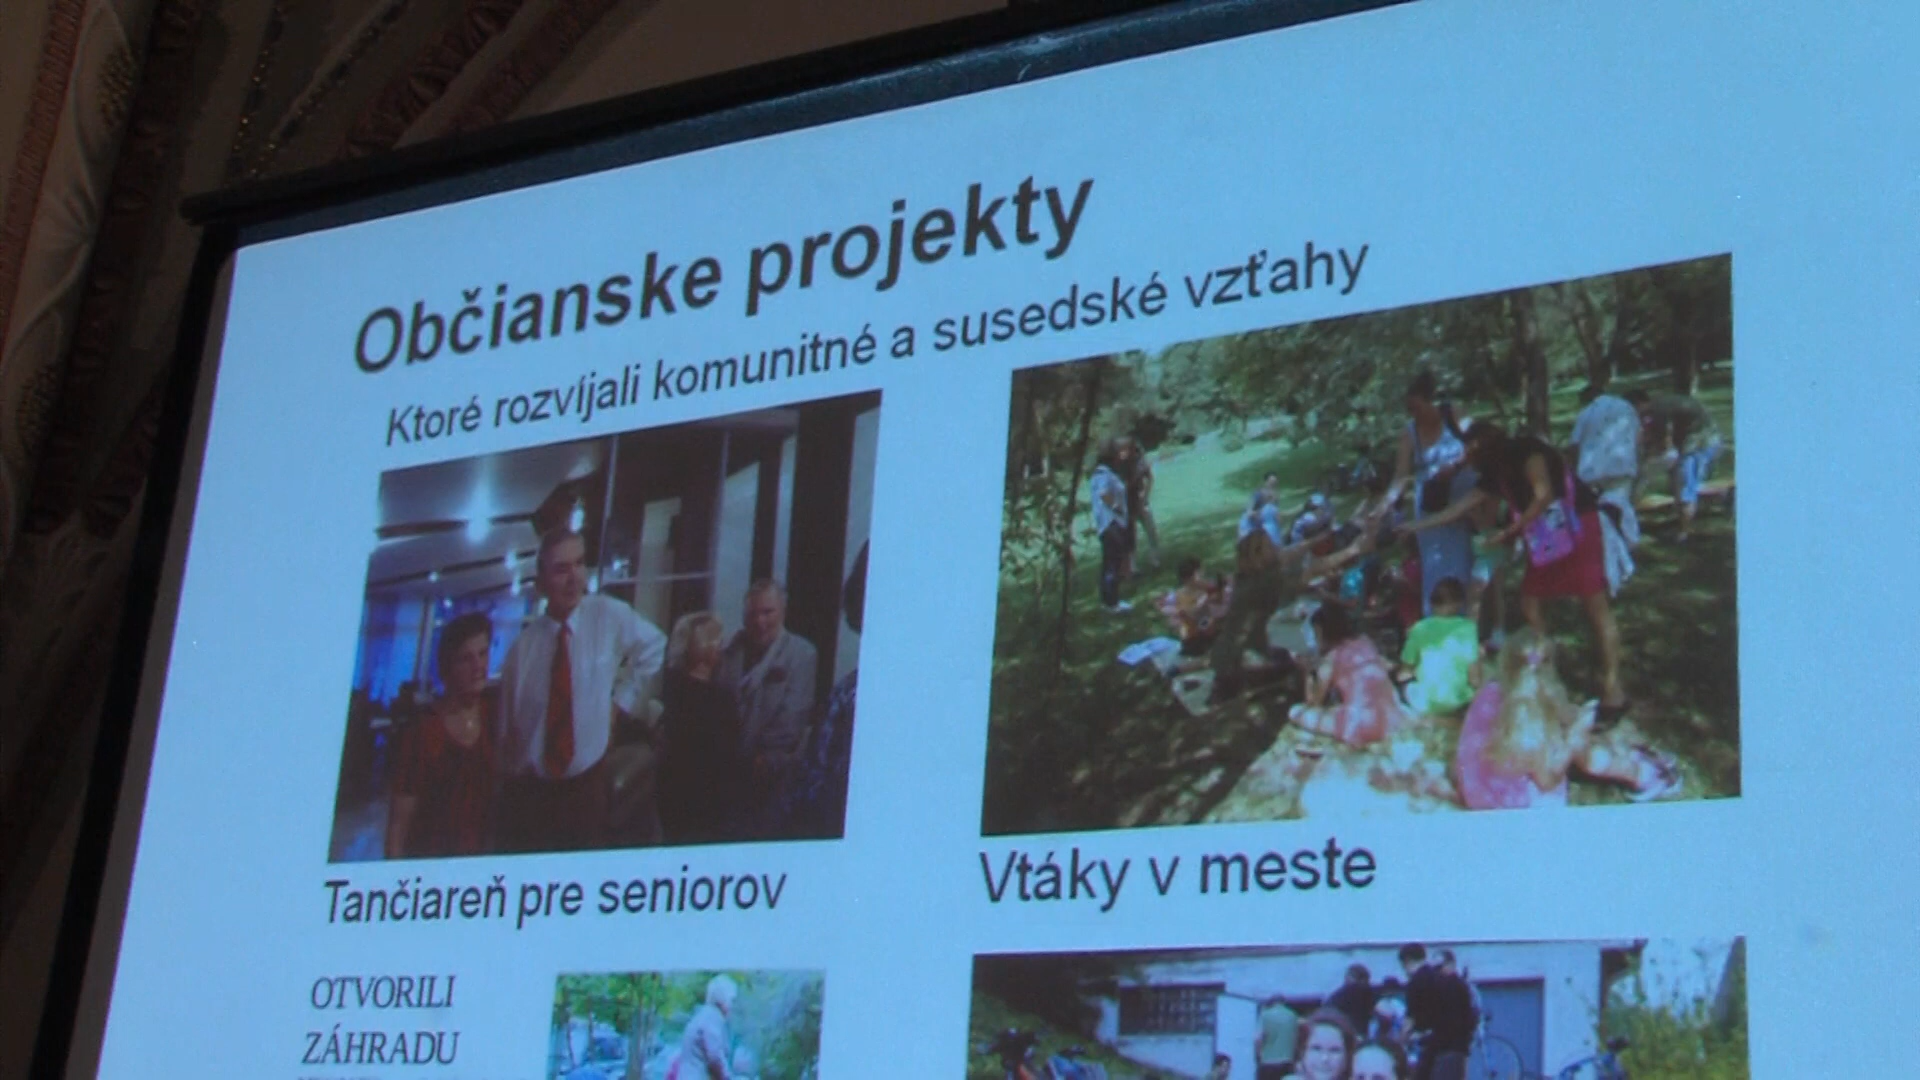 Občianske projekty
Ktoré rozvíjali komunitné a susedské vzťahy
Tančiareň pre seniorov
Vtáky v meste
OTVORILI
ZÁHRADU